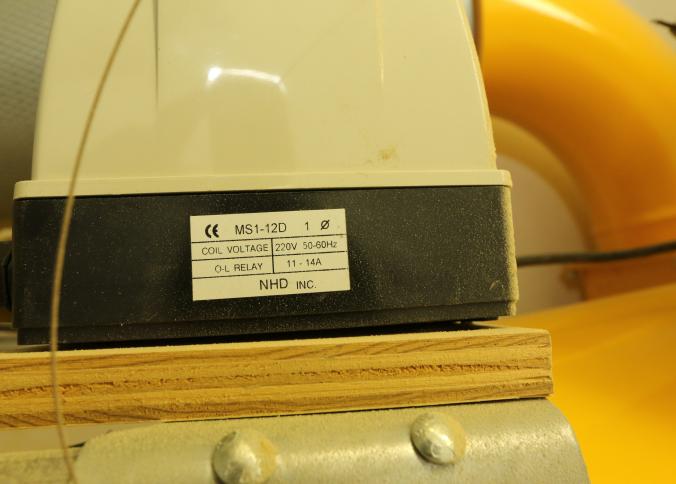 CE MS1-12D 1 Ø
COIL VOLTAGE 220V 50-60Hz
O-L RELAY 11 - 14A
NHD INC.